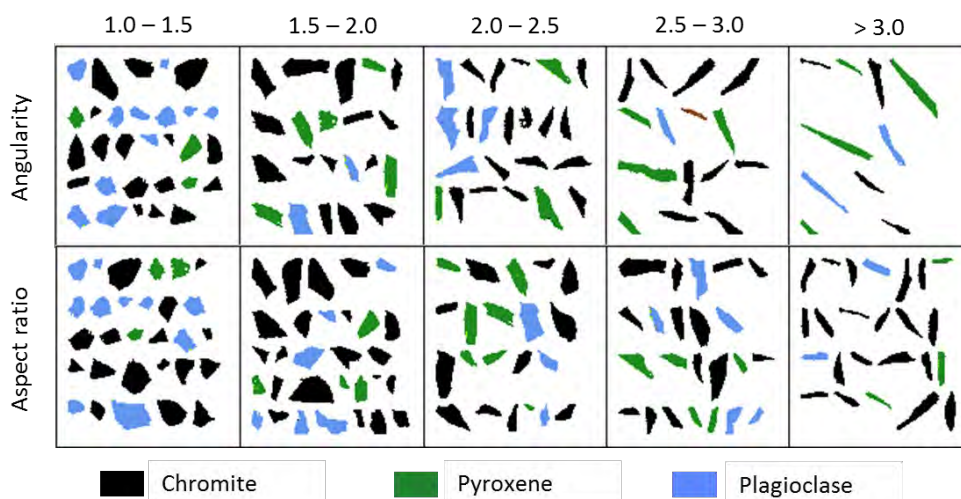 1.0 – 1.5 1.5 – 2.0 2.0 – 2.5 2.5 – 3.0 > 3.0
Angularity
Aspect ratio
Chromite Pyroxene Plagioclase